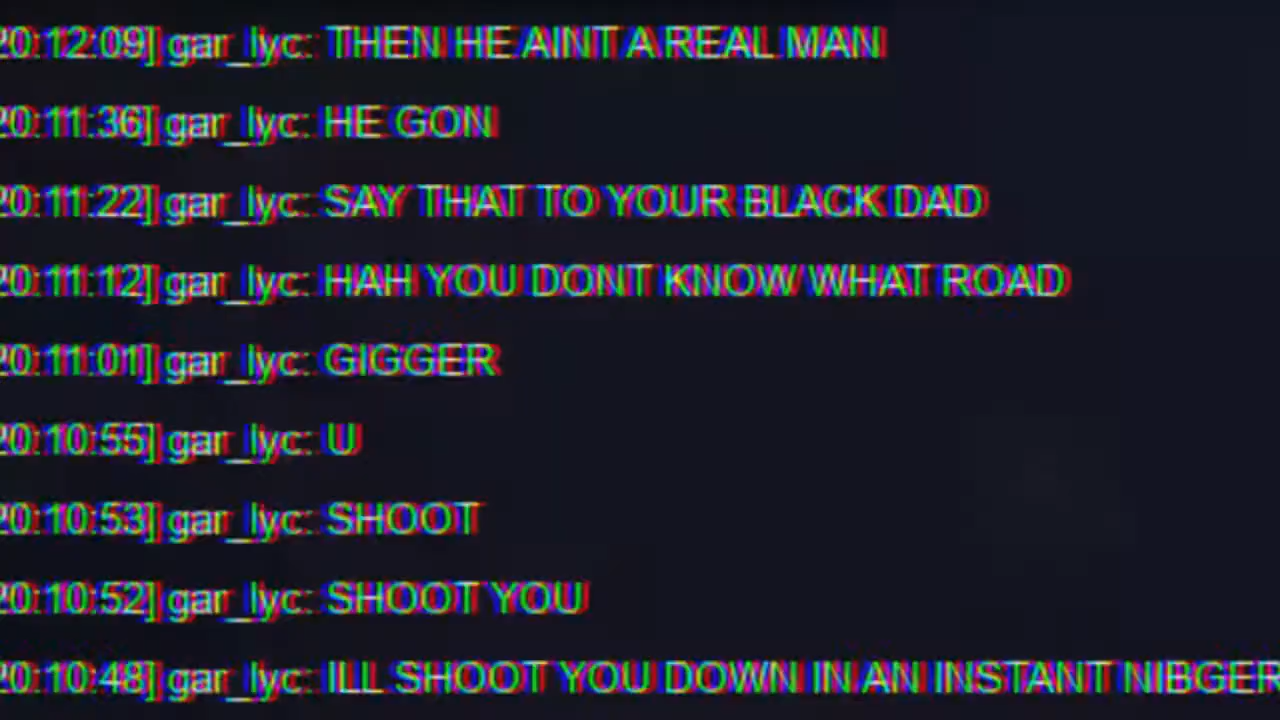 20:12:09] gar_lyc: THEN HE AINT A REAL MAN
20:11:36] gar_lyc: HE GON
20:11:22] gar_lyc: SAY THAT TO YOUR BLACK DAD
20:11:12] gar_lyc: HAH YOU DONT KNOW WHAT ROAD
20:11:01] gar_lyc: GIGGER
20:10:55] gar_lyc: U
20:10:53] gar_lyc: SHOOT
20:10:52] gar_lyc: SHOOT YOU
20:10:48] gar_lyc: ILL SHOOT YOU DOWN IN AN INSTANT NIBGER